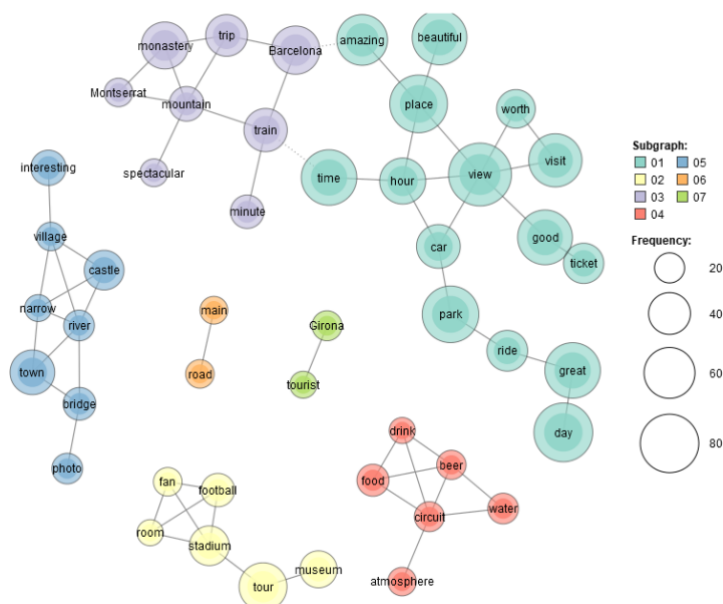 trip
beautiful
monastery
Barcelona
amazing
Montserrat
mountain
place
worth
train
interesting
spectacular
time
hour
view
visit
Subgraph:
01 05
02 06
03 07
04
minute
village
car
good
Frequency:
castle
ticket
20
narrow
main
Girona
park
40
river
ride
town
road
tourist
great
60
bridge
drink
day
80
photo
fan
football
food
beer
room
circuit
water
stadium
museum
atmosphere
tour